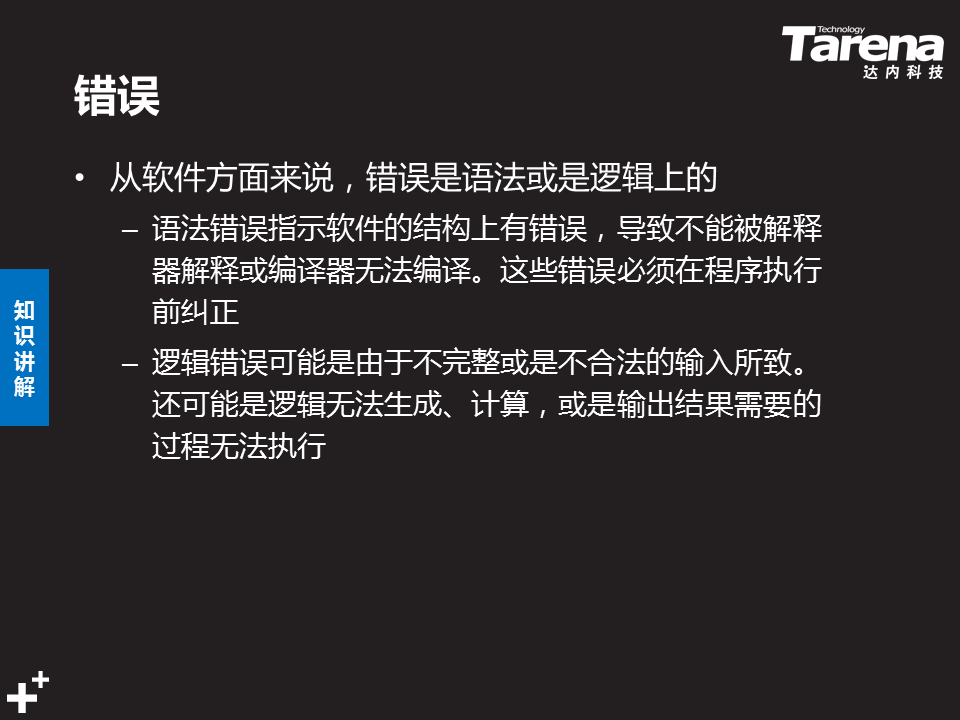 Technology
Tarena
达内科技
错误
• 从软件方面来说，错误是语法或是逻辑上的
– 语法错误指示软件的结构上有错误，导致不能被解释
器解释或编译器无法编译。这些错误必须在程序执行
前纠正
– 逻辑错误可能是由于不完整或是不合法的输入所致。
还可能是逻辑无法生成、计算，或是输出结果需要的
过程无法执行
知
识
讲
解